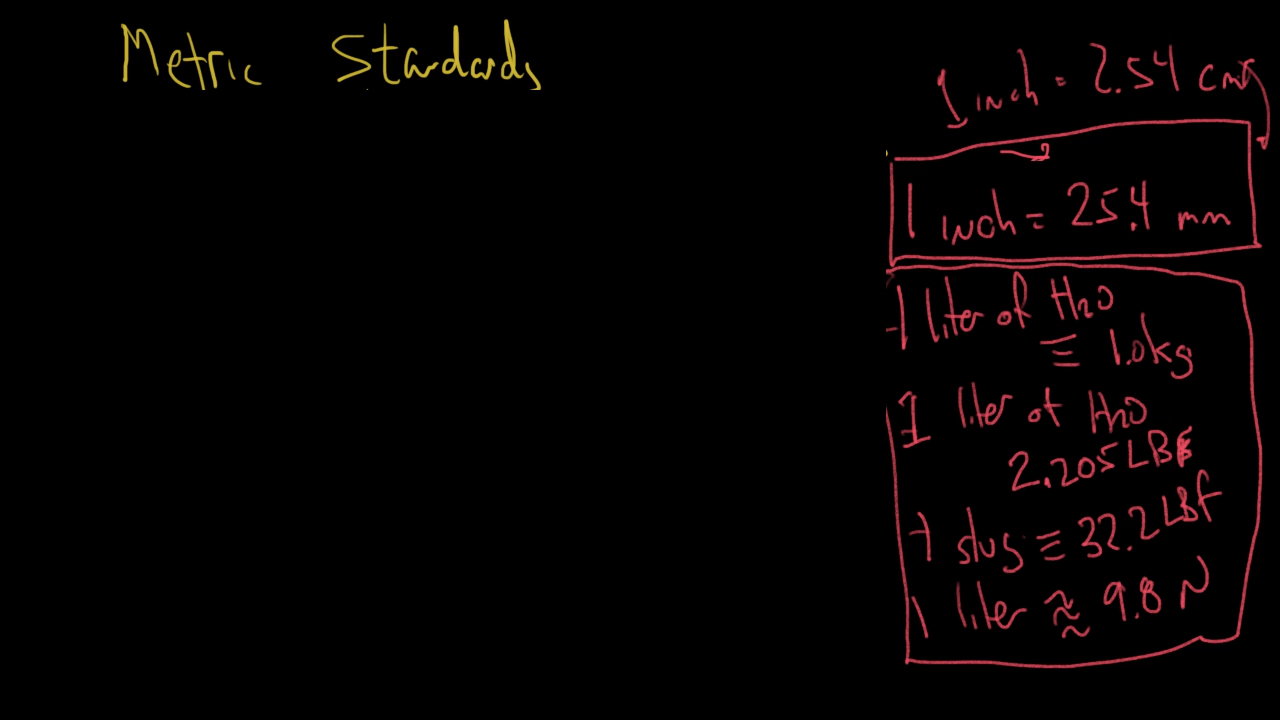 Metric Standards
1 inch = 2.54 cm
1 inch = 25.4 mm
1 liter of H2O
≡ 1.0kg
1 liter of H2O
2.205 LBf
1 slug ≡ 32.2 LBf
1 liter ≈ 9.8 N